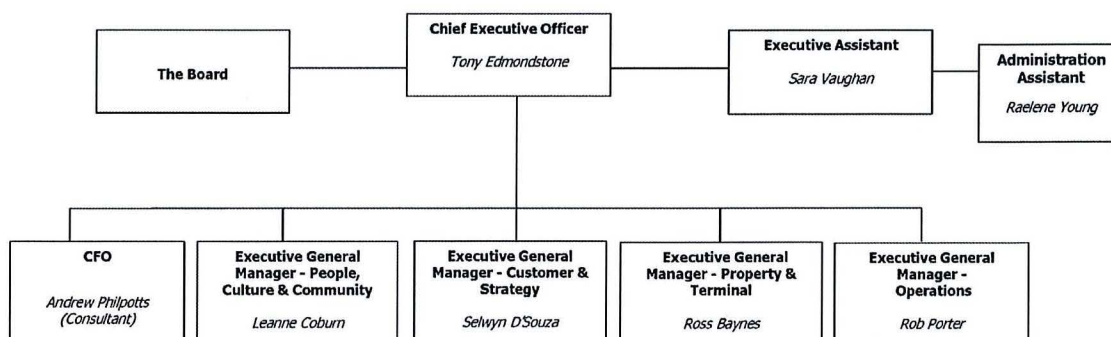 Chief Executive Officer
Tony Edmondstone
The Board
Executive Assistant
Sara Vaughan
Administration
Assistant
Raelene Young
CFO
Andrew Philpotts
(Consultant)
Executive General
Manager - People,
Culture & Community
Leanne Coburn
Executive General
Manager - Customer &
Strategy
Selwyn D'Souza
Executive General
Manager - Property &
Terminal
Ross Baynes
Executive General
Manager -
Operations
Rob Porter